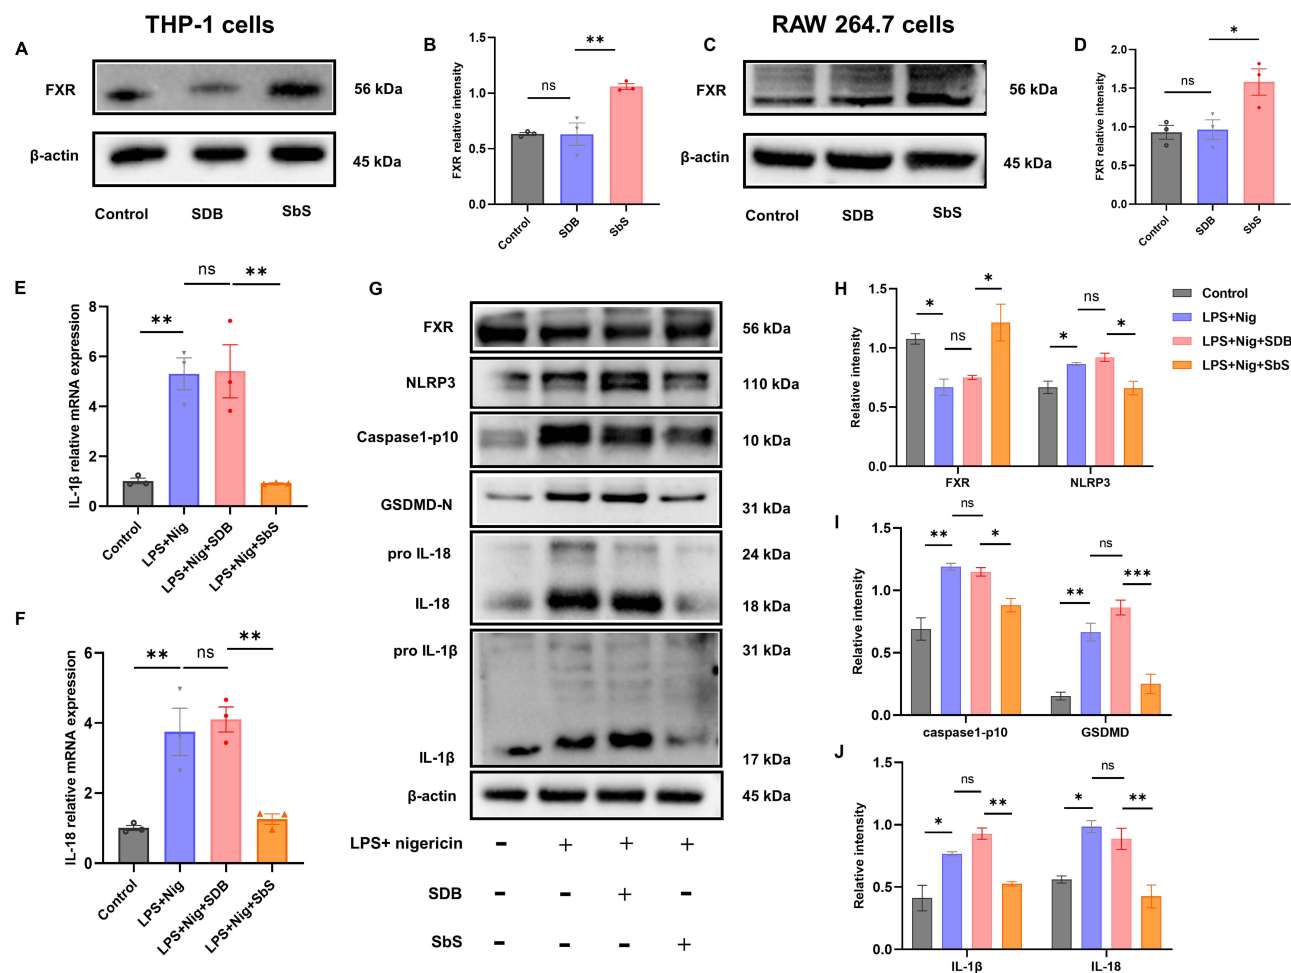 THP-1 cells
RAW 264.7 cells
A
FXR
56 kDa
β-actin
45 kDa
Control
SDB
SbS
B
FXR relative intensity
1.5
1.0
0.5
0.0
ns
**
Control
SDB
SbS
C
FXR
56 kDa
β-actin
45 kDa
Control
SDB
SbS
D
FXR relative intensity
2.0
1.5
1.0
0.5
0.0
ns
*
Control
SDB
SbS
E
IL-1β relative mRNA expression
8
6
4
2
0
**
ns
**
Control
LPS+Nig
LPS+Nig+SDB
LPS+Nig+SbS
F
IL-18 relative mRNA expression
6
4
2
0
**
ns
**
Control
LPS+Nig
LPS+Nig+SDB
LPS+Nig+SbS
G
FXR
56 kDa
NLRP3
110 kDa
Caspase1-p10
10 kDa
GSDMD-N
31 kDa
pro IL-18
24 kDa
IL-18
18 kDa
pro IL-1β
31 kDa
IL-1β
17 kDa
β-actin
45 kDa
LPS+ nigericin - + + +
SDB - - + -
SbS - - - +
H
Relative intensity
1.5
1.0
0.5
0.0
*
ns
*
*
ns
*
FXR
NLRP3
Control
LPS+Nig
LPS+Nig+SDB
LPS+Nig+SbS
I
Relative intensity
1.5
1.0
0.5
0.0
**
ns
*
**
ns
***
caspase1-p10
GSDMD
J
Relative intensity
1.5
1.0
0.5
0.0
*
ns
**
*
ns
**
IL-1β
IL-18